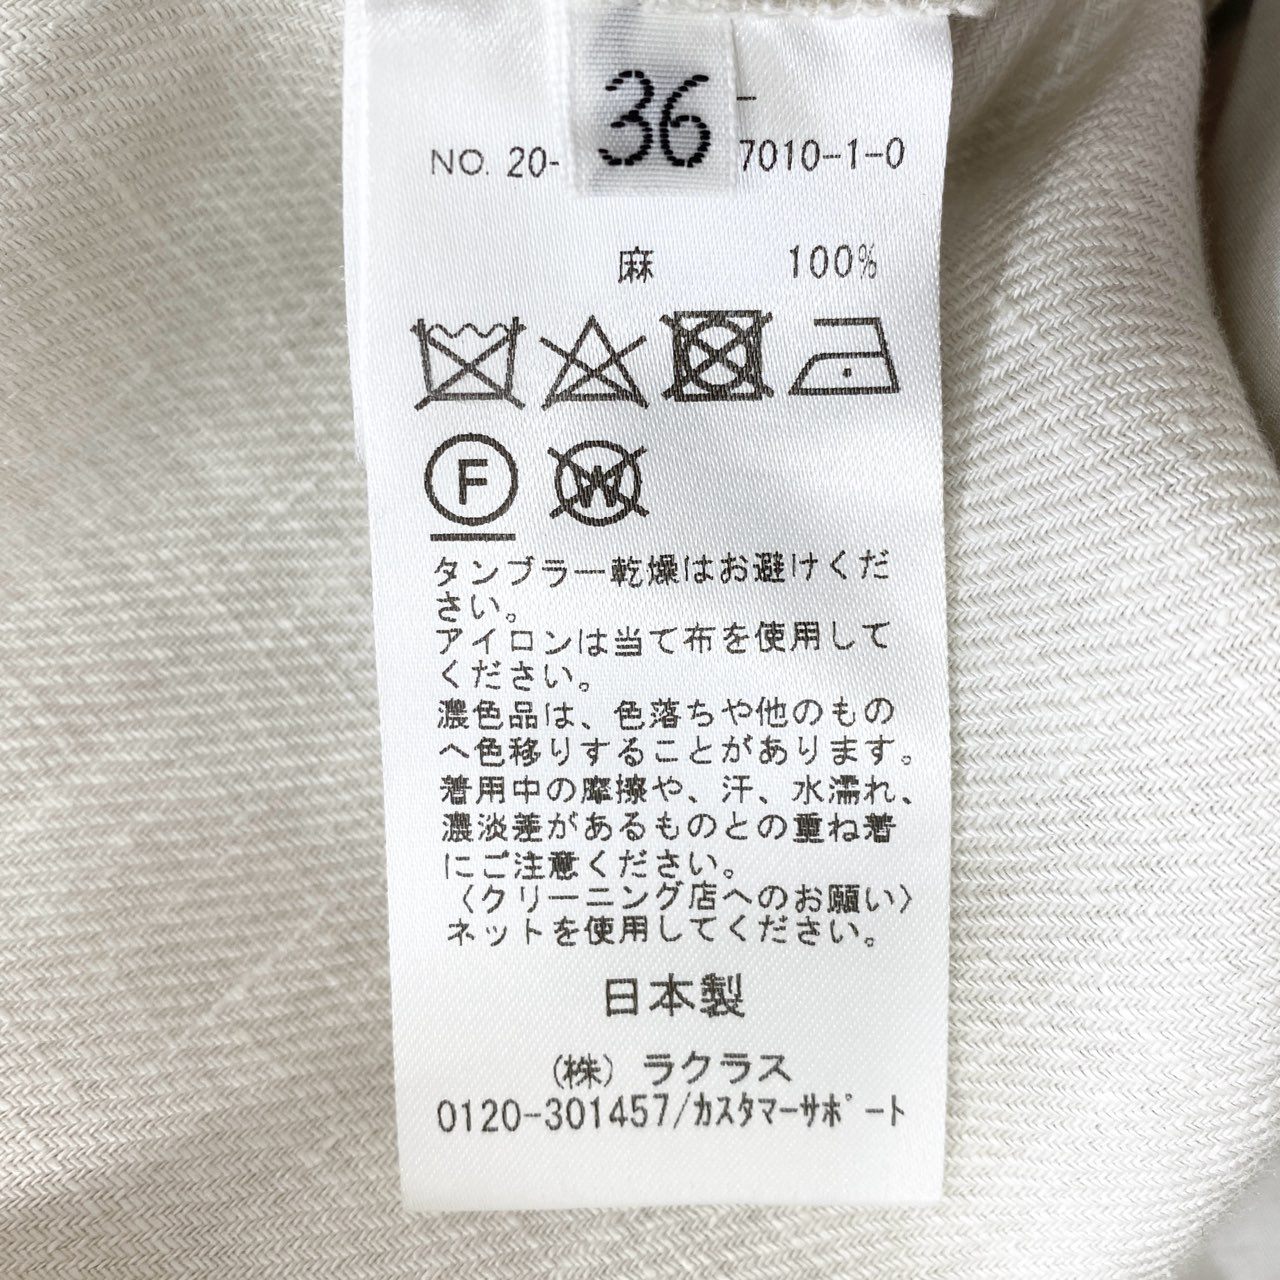 36
NO. 20- 7010-1-0
麻 100%
F
W
タンブラー乾燥はお避けくだ
さい。
アイロンは当て布を使用して
ください。
濃色品は、色落ちや他のもの
へ色移りすることがあります。
着用中の摩擦や、汗、水濡れ、
濃淡差があるものとの重ね着
にご注意ください。
〈クリーニング店へのお願い〉
ネットを使用してください。
日本製
(株) ラクラス
0120-301457/カスタマーサポート